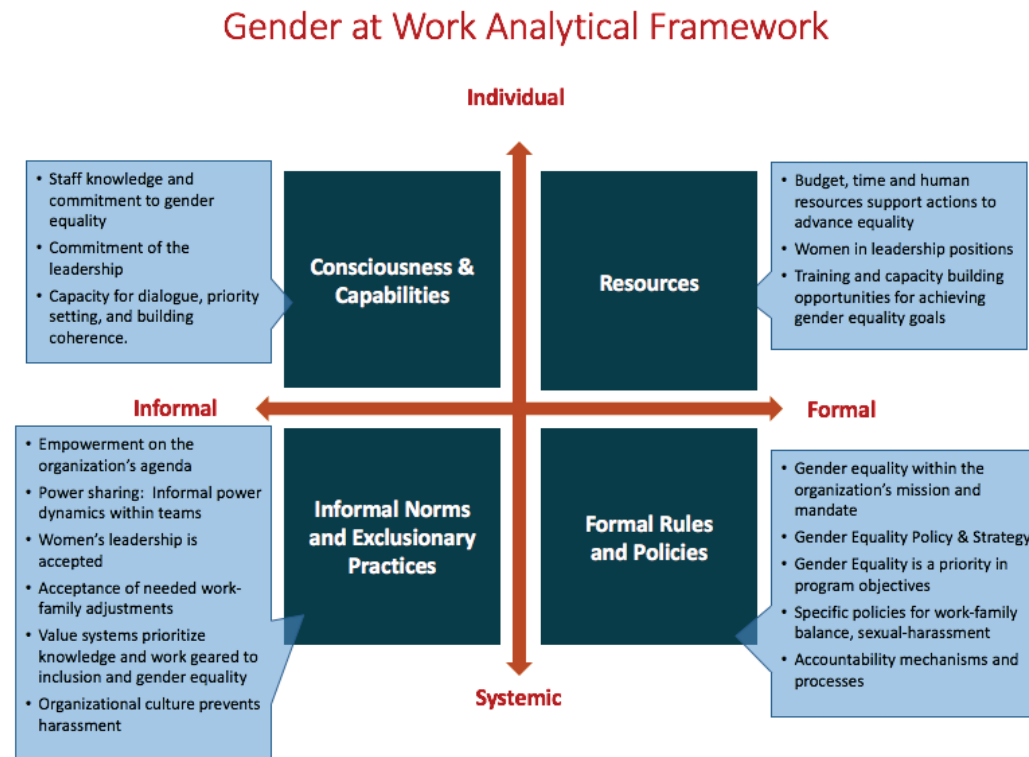 Gender at Work Analytical Framework
Individual
• Staff knowledge and
commitment to gender
equality
• Commitment of the
leadership
• Capacity for dialogue, priority
setting, and building
coherence.
Consciousness &
Capabilities
Resources
• Budget, time and human
resources support actions to
advance equality
• Women in leadership positions
• Training and capacity building
opportunities for achieving
gender equality goals
Informal
Formal
• Empowerment on the
organization's agenda
• Power sharing: Informal power
dynamics within teams
• Women's leadership is
accepted
• Acceptance of needed work-
family adjustments
• Value systems prioritize
knowledge and work geared to
inclusion and gender equality
• Organizational culture prevents
harassment
Informal Norms
and Exclusionary
Practices
Formal Rules
and Policies
• Gender equality within the
organization's mission and
mandate
• Gender Equality Policy & Strategy
• Gender Equality is a priority in
program objectives
• Specific policies for work-family
balance, sexual-harassment
• Accountability mechanisms and
processes
Systemic